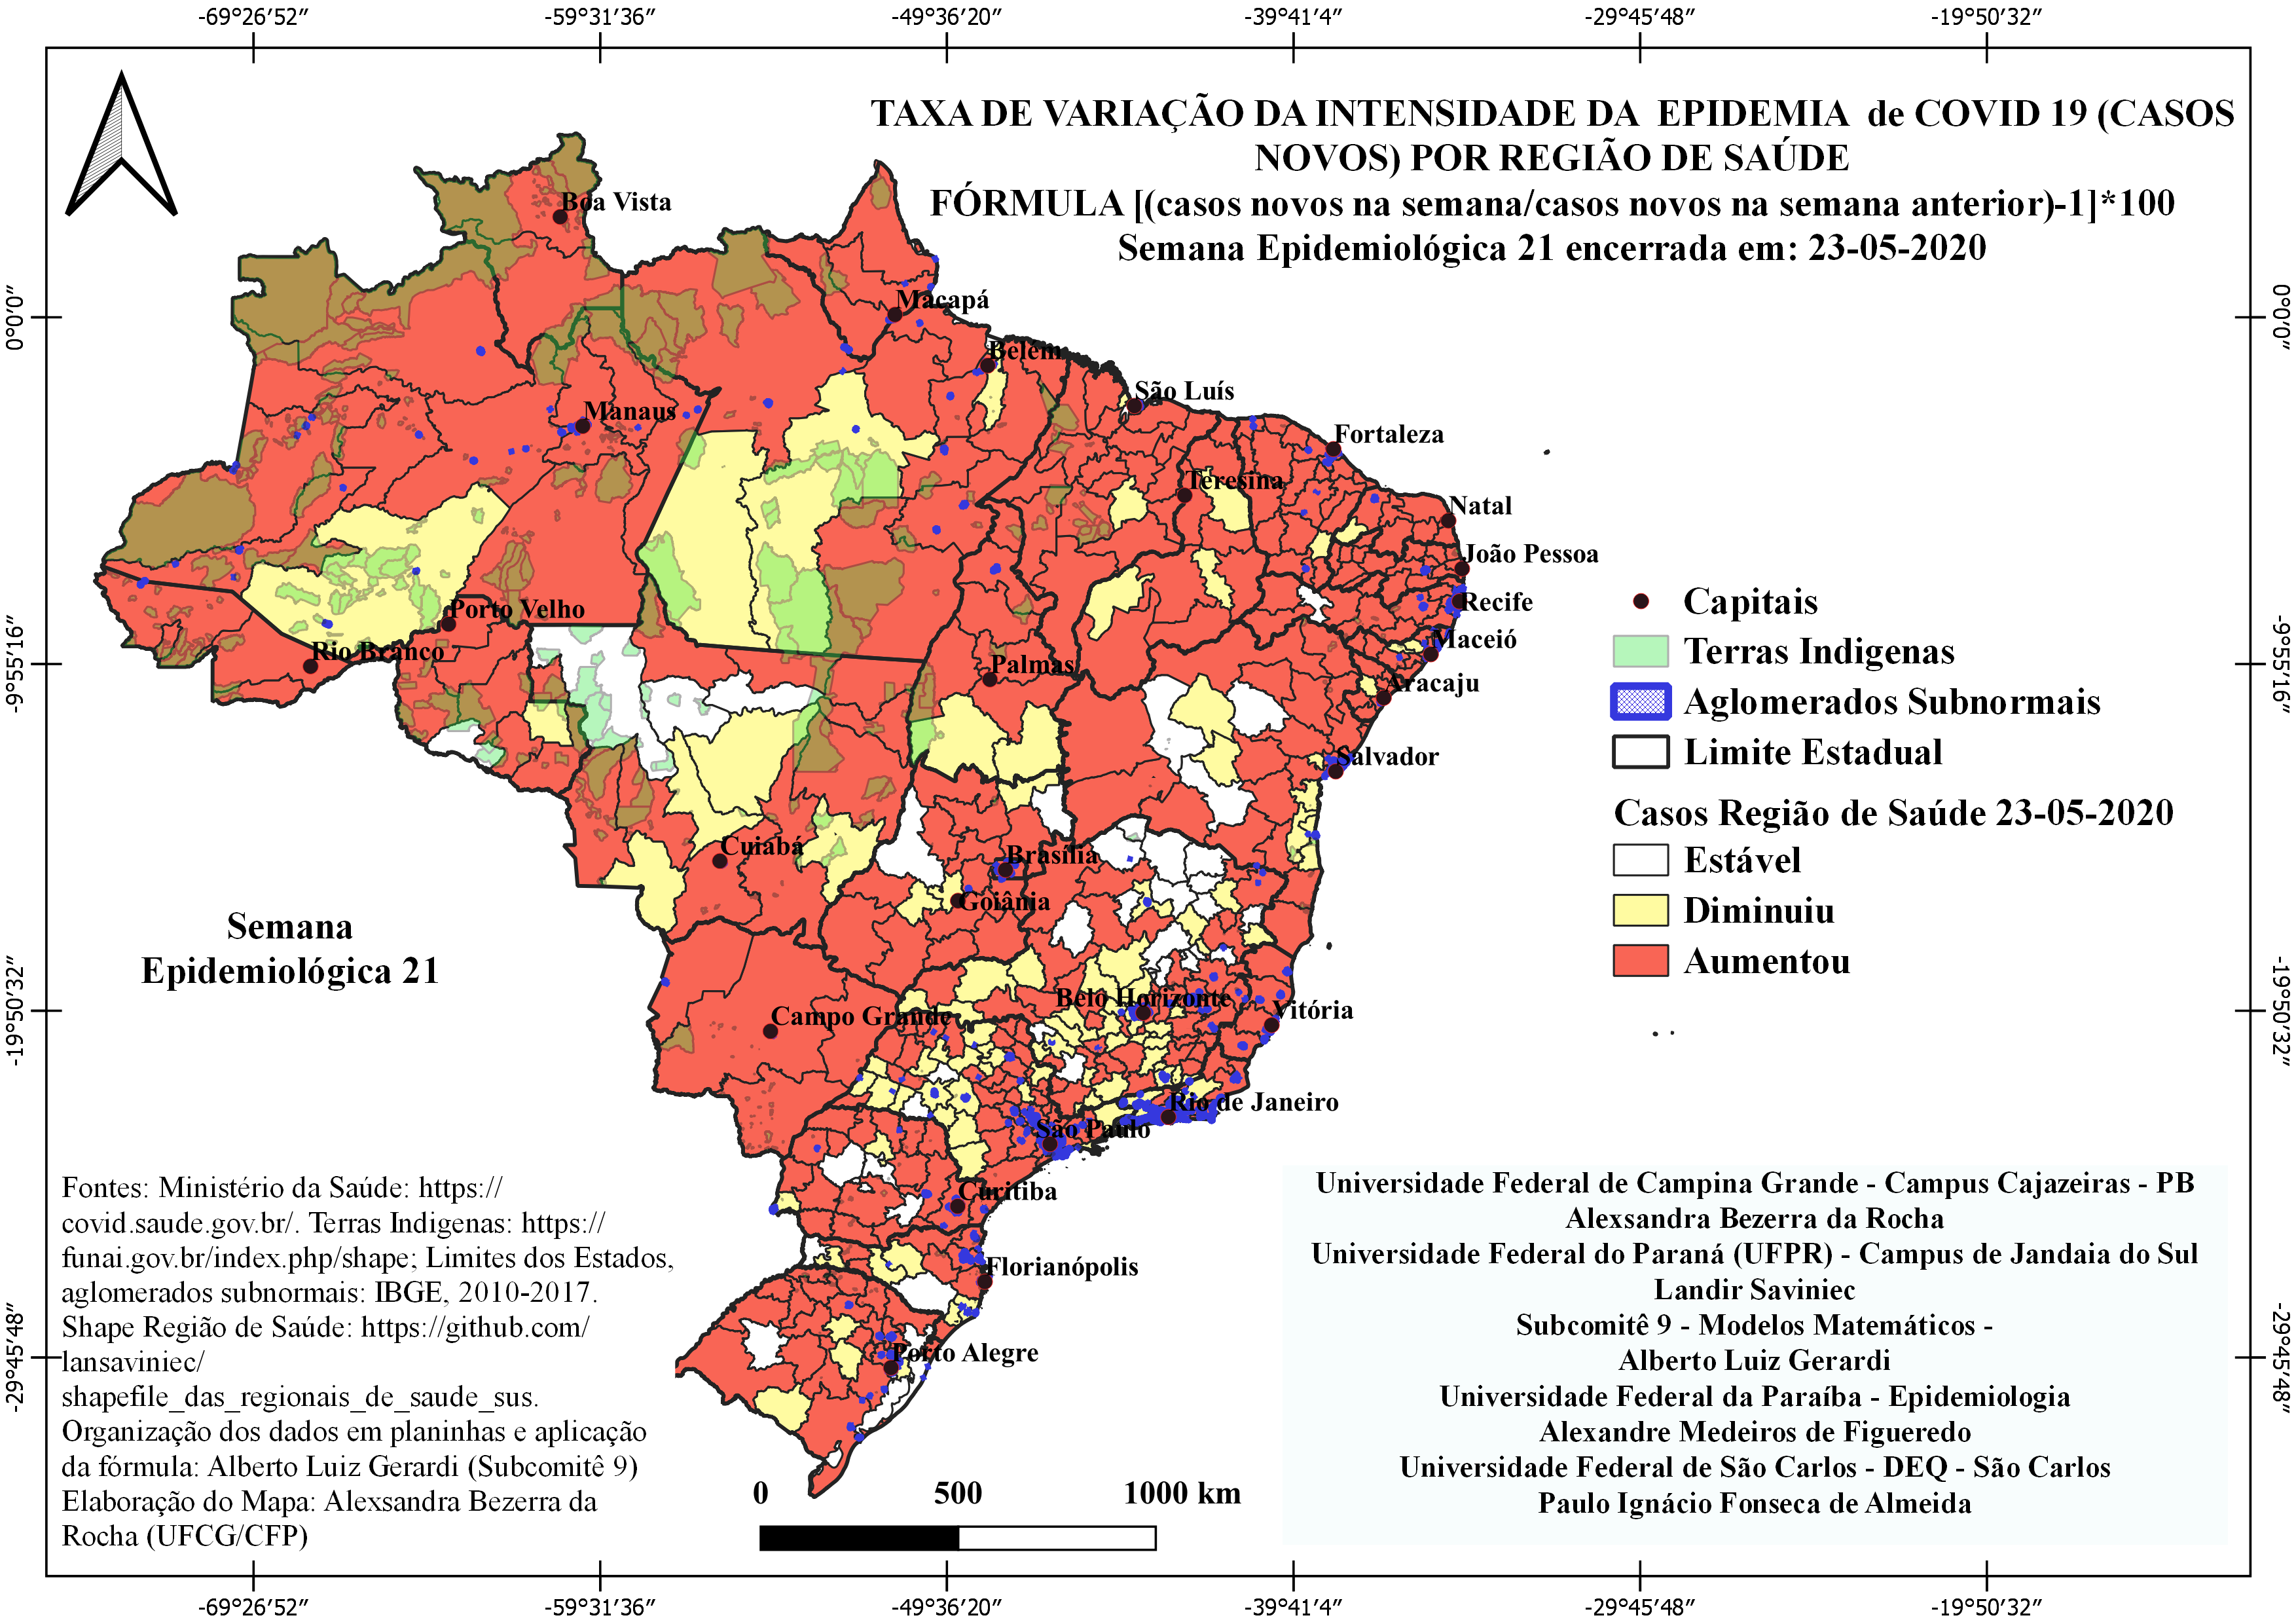 -69°26′52″ -59°31′36″ -49°36′20″ -39°41′4″ -29°45′48″ -19°50′32″
TAXA DE VARIAÇÃO DA INTENSIDADE DA EPIDEMIA de COVID 19 (CASOS
NOVOS) POR REGIÃO DE SAÚDE
FÓRMULA [(casos novos na semana/casos novos na semana anterior)-1]*100
Semana Epidemiológica 21 encerrada em: 23-05-2020
Boa Vista
0°0′0″
0°0′0″
Macapá
Belém
São Luís
Manaus
Fortaleza
Teresina
Natal
João Pessoa
Recife
Porto Velho
Maceió
Rio Branco
-9°55′16″
-9°55′16″
Palmas
Aracaju
Salvador
Capitais
Terras Indigenas
Aglomerados Subnormais
Limite Estadual
Casos Região de Saúde 23-05-2020
Estável
Diminuiu
Aumentou
Cuiabá
Brasília
Goiânia
Semana
Epidemiológica 21
-19°50′32″
-19°50′32″
Belo Horizonte
Vitória
Campo Grande
Rio de Janeiro
São Paulo
Curitiba
Florianópolis
Porto Alegre
-29°45′48″
-29°45′48″
Fontes: Ministério da Saúde: https://
covid.saude.gov.br/. Terras Indigenas: https://
funai.gov.br/index.php/shape; Limites dos Estados,
aglomerados subnormais: IBGE, 2010-2017.
Shape Região de Saúde: https://github.com/
lansaviniec/
shapefile_das_regionais_de_saude_sus.
Organização dos dados em planinhas e aplicação
da fórmula: Alberto Luiz Gerardi (Subcomitê 9)
Elaboração do Mapa: Alexsandra Bezerra da
Rocha (UFCG/CFP)
0 500 1000 km
Universidade Federal de Campina Grande - Campus Cajazeiras - PB
Alexsandra Bezerra da Rocha
Universidade Federal do Paraná (UFPR) - Campus de Jandaia do Sul
Landir Saviniec
Subcomitê 9 - Modelos Matemáticos -
Alberto Luiz Gerardi
Universidade Federal da Paraíba - Epidemiologia
Alexandre Medeiros de Figueredo
Universidade Federal de São Carlos - DEQ - São Carlos
Paulo Ignácio Fonseca de Almeida
-69°26′52″ -59°31′36″ -49°36′20″ -39°41′4″ -29°45′48″ -19°50′32″